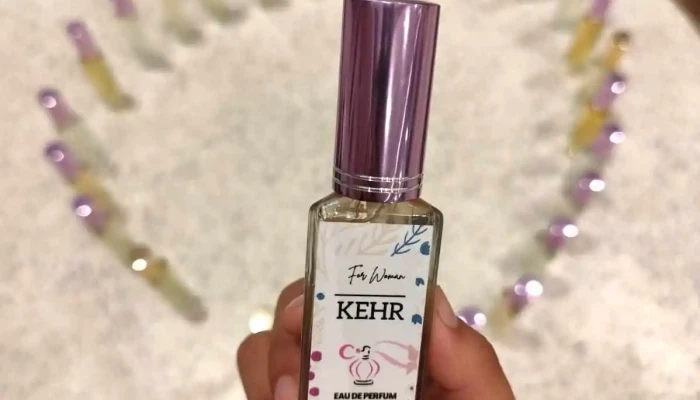 For Woman
KEHR
EAU DE PERFUM